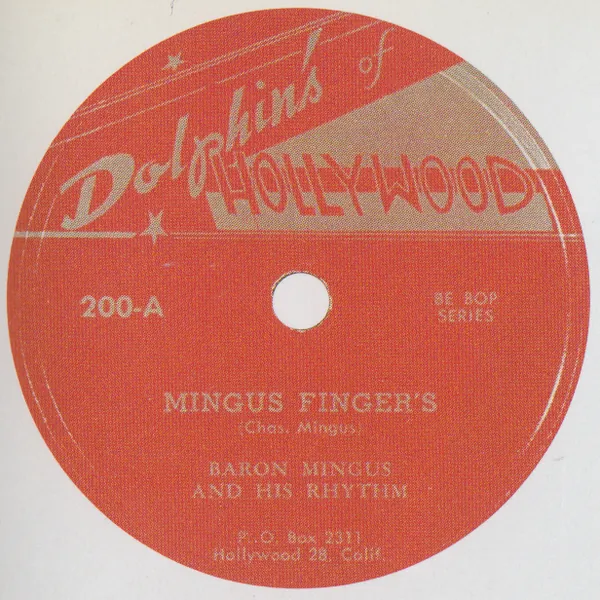 Dolphin's of
HOLLYWOOD
200-A
BE BOP
SERIES
MINGUS FINGER'S
(Chas. Mingus)
BARON MINGUS
AND HIS RHYTHM
P.O. Box 2311
Hollywood 28, Calif.